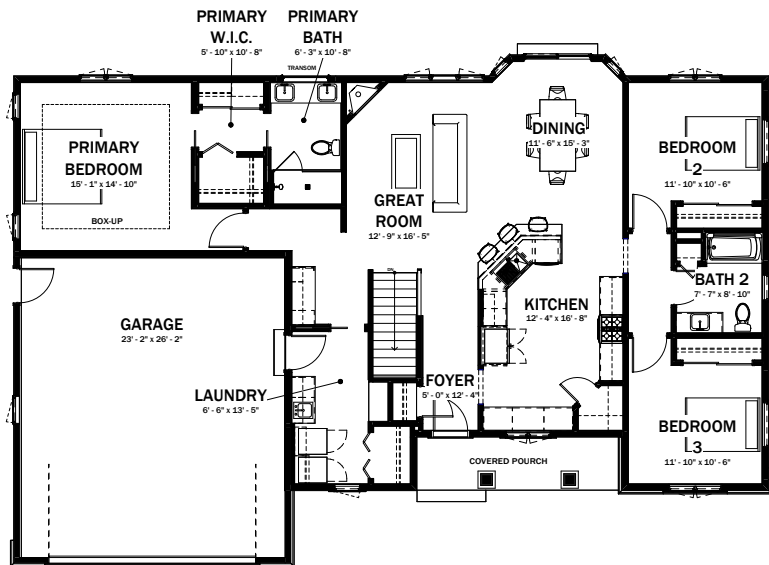 PRIMARY
W.I.C.
5' - 10" x 10' - 8"
PRIMARY
BATH
6' - 3" x 10' - 8"
TRANSOM
PRIMARY
BEDROOM
15' - 1" x 14' - 10"
BOX-UP
DINING
11' - 6" x 15' - 3"
BEDROOM
2
11' - 10" x 10' - 6"
GREAT
ROOM
12' - 9" x 16' - 5"
BATH 2
7' - 7" x 8' - 10"
KITCHEN
12' - 4" x 16' - 8"
GARAGE
23' - 2" x 26' - 2"
LAUNDRY
6' - 6" x 13' - 5"
FOYER
5' - 0" x 12' - 4"
BEDROOM
3
11' - 10" x 10' - 6"
COVERED POURCH